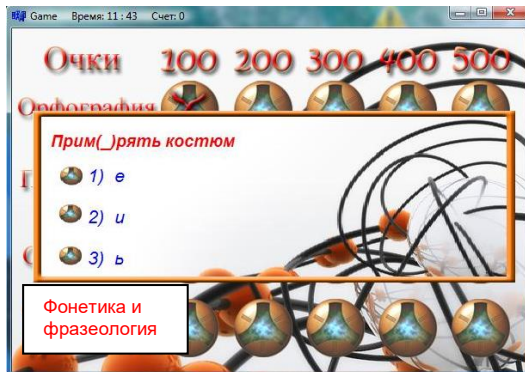 Game Время: 11 : 43 Счет: 0
Очки 100 200 300 400 500
Орфография
Прим(_)рять костюм
1) е
2) и
3) ь
Фонетика и
фразеология